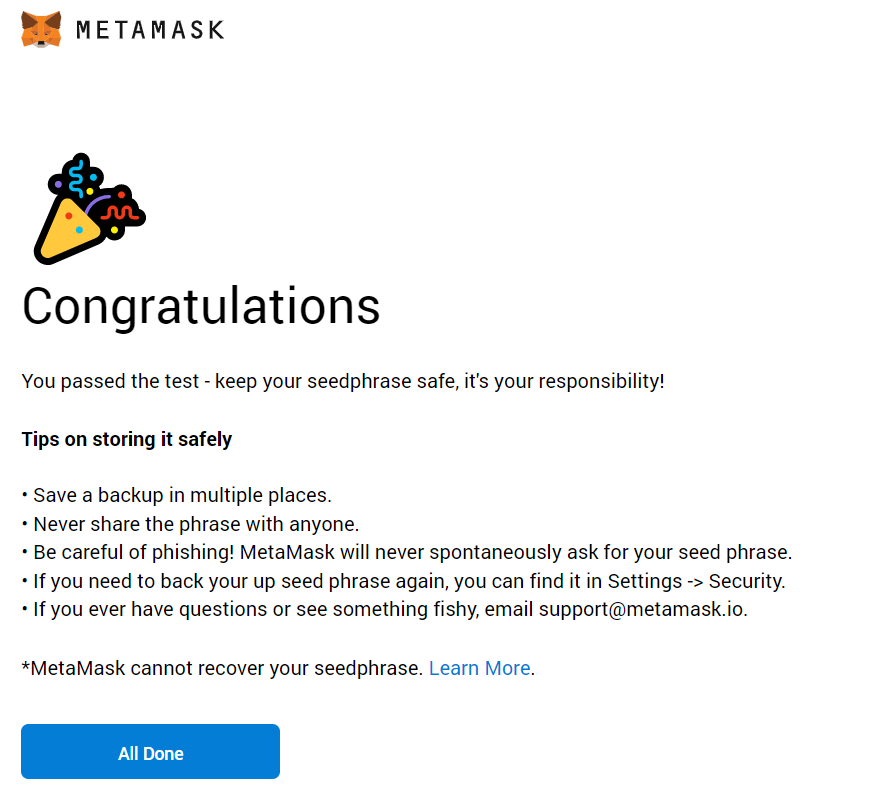 METAMASK
Congratulations
You passed the test - keep your seedphrase safe, it's your responsibility!
Tips on storing it safely
• Save a backup in multiple places.
• Never share the phrase with anyone.
• Be careful of phishing! MetaMask will never spontaneously ask for your seed phrase.
• If you need to back your up seed phrase again, you can find it in Settings -> Security.
• If you ever have questions or see something fishy, email support@metamask.io.
*MetaMask cannot recover your seedphrase. Learn More.
All Done